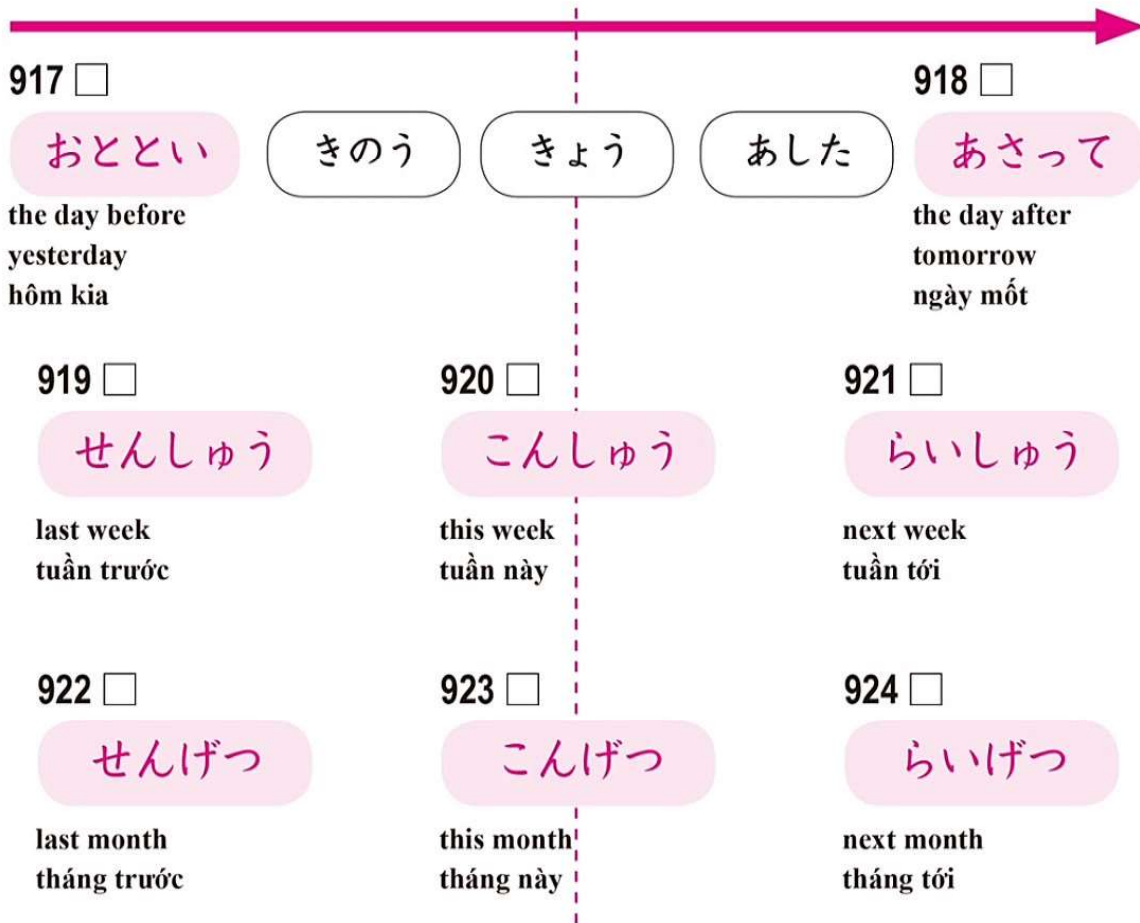 917 □
918 □
おととい
きのう
きょう
あした
あさって
the day before
yesterday
hôm kia
the day after
tomorrow
ngày mốt
919 □
920 □
921 □
せんしゅう
こんしゅう
らいしゅう
last week
tuần trước
this week
tuần này
next week
tuần tới
922 □
923 □
924 □
せんげつ
こんげつ
らいげつ
last month
tháng trước
this month
tháng này
next month
tháng tới